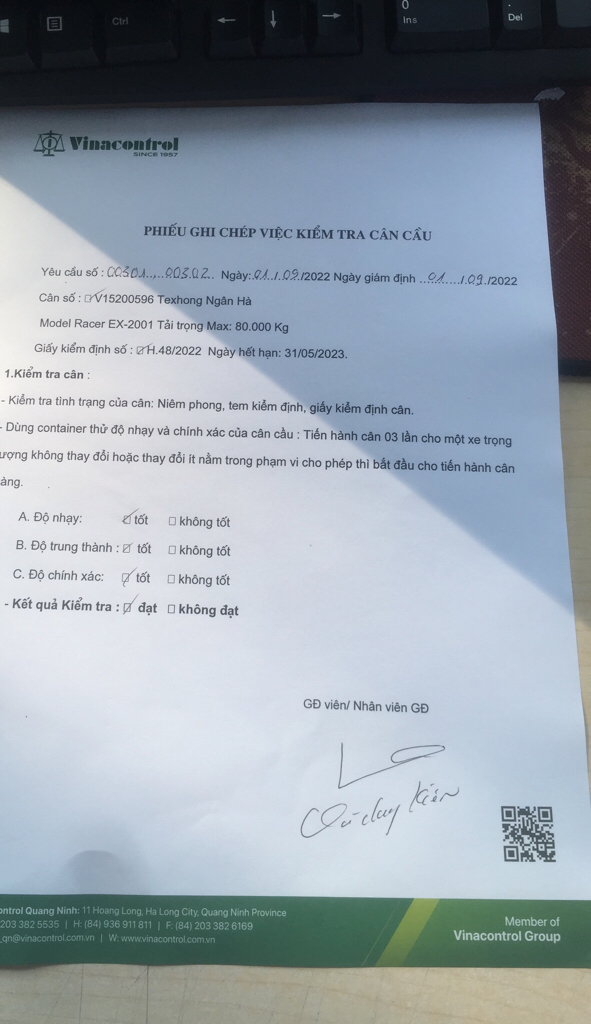 Ctrl
0
Ins
.
Del
Vinacontrol
SINCE 1957
PHIẾU GHI CHÉP VIỆC KIỂM TRA CÂN CẦU
Yêu cầu số : 00301....00302.. Ngày:.01./.09./2022 Ngày giám định ..01..../.09./2022
Cân số : ☑V15200596 Texhong Ngân Hà
Model Racer EX-2001 Tải trọng Max: 80.000 Kg
Giấy kiểm định số : ☑H.48/2022 Ngày hết hạn: 31/05/2023.
1.Kiểm tra cân :
- Kiểm tra tình trạng của cân: Niêm phong, tem kiểm định, giấy kiểm định cân.
- Dùng container thử độ nhạy và chính xác của cân cầu : Tiến hành cân 03 lần cho một xe trọng
ượng không thay đổi hoặc thay đổi ít nằm trong phạm vi cho phép thì bắt đầu cho tiến hành cân
àng.
A. Độ nhạy: ☑ tốt ☐ không tốt
B. Độ trung thành : ☑ tốt ☐ không tốt
C. Độ chính xác: ☑ tốt ☐ không tốt
- Kết quả Kiểm tra : ☑ đạt ☐ không đạt
GĐ viên/ Nhân viên GĐ
ontrol Quang Ninh: 11 Hoang Long, Ha Long City, Quang Ninh Province
203 382 5535 | H: (84) 936 911 811 | F: (84) 203 382 6169
_qn@vinacontrol.com.vn | W: www.vinacontrol.com.vn
Member of
Vinacontrol Group